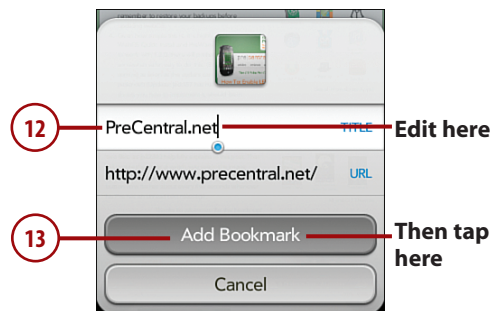 12
PreCentral.net
TITLE
Edit here
http://www.precentral.net/
URL
13
Add Bookmark
Then tap
here
Cancel